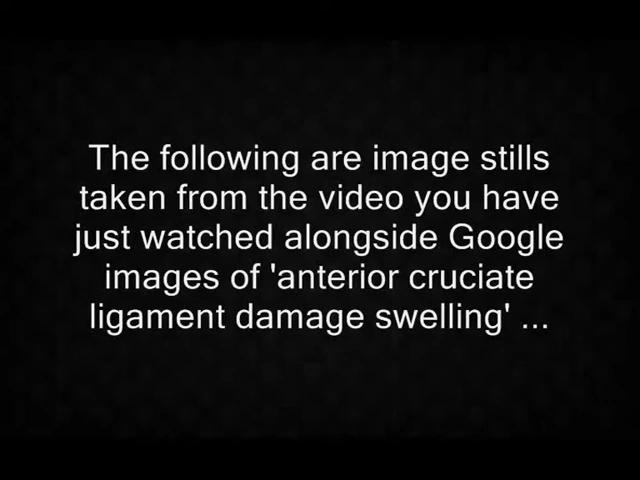 The following are image stills
taken from the video you have
just watched alongside Google
images of 'anterior cruciate
ligament damage swelling' ...